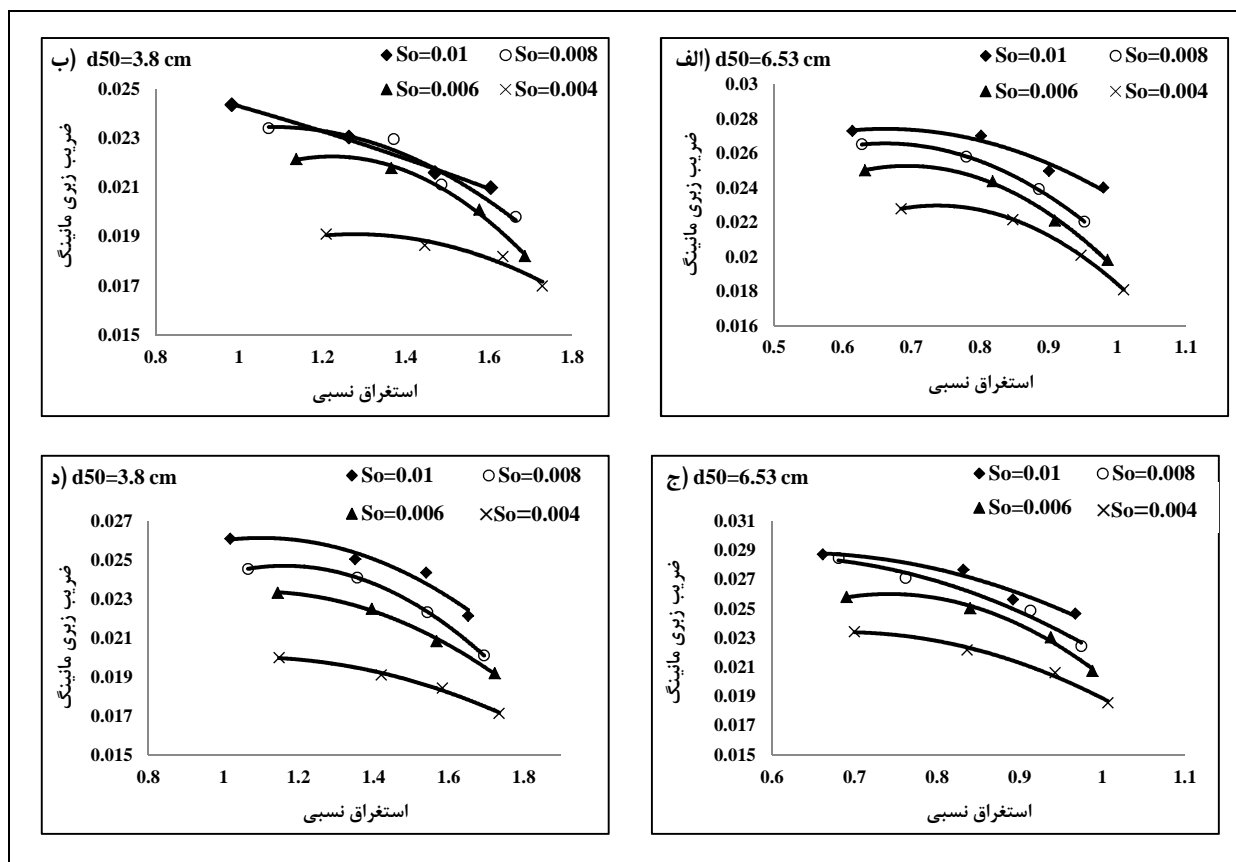 الف) d50=6.53 cm
So=0.01
So=0.008
So=0.006
So=0.004
0.03
0.028
0.026
0.024
0.022
0.02
0.018
0.016
0.5 0.6 0.7 0.8 0.9 1 1.1
ضریب زبری مانینگ
استغراق نسبی
ب) d50=3.8 cm
So=0.01
So=0.008
So=0.006
So=0.004
0.025
0.023
0.021
0.019
0.017
0.015
0.8 1 1.2 1.4 1.6 1.8
ضریب زبری مانینگ
استغراق نسبی
ج) d50=6.53 cm
So=0.01
So=0.008
So=0.006
So=0.004
0.031
0.029
0.027
0.025
0.023
0.021
0.019
0.017
0.015
0.6 0.7 0.8 0.9 1 1.1
ضریب زبری مانینگ
استغراق نسبی
د) d50=3.8 cm
So=0.01
So=0.008
So=0.006
So=0.004
0.027
0.025
0.023
0.021
0.019
0.017
0.015
0.8 1 1.2 1.4 1.6 1.8
ضریب زبری مانینگ
استغراق نسبی